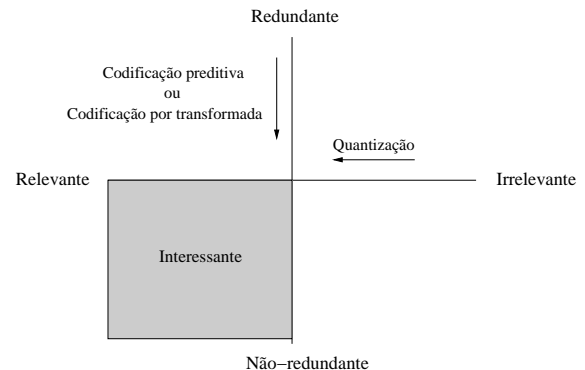 Redundante
Codificação preditiva
ou
Codificação por transformada
Quantização
Relevante
Irrelevante
Interessante
Não−redundante